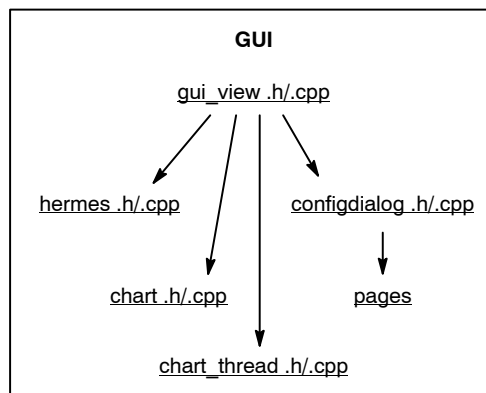 GUI
gui_view .h/.cpp
hermes .h/.cpp
configdialog .h/.cpp
chart .h/.cpp
pages
chart_thread .h/.cpp